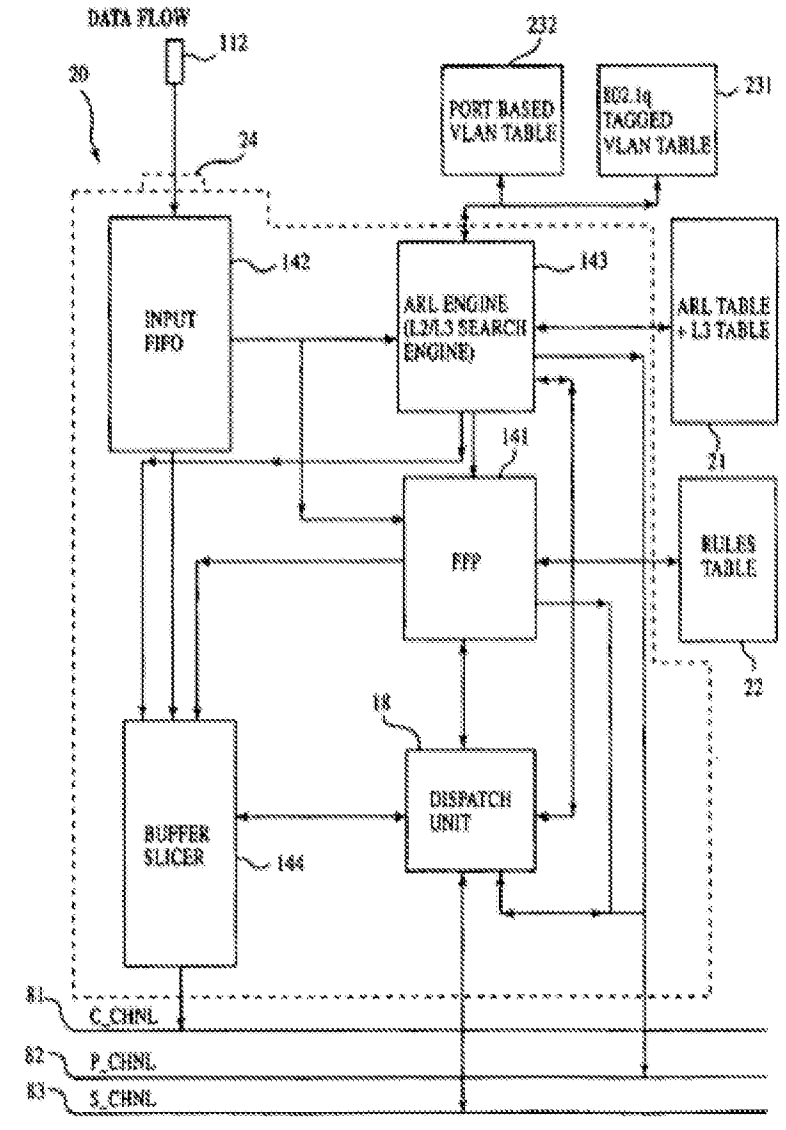 DATA FLOW
112
20
24
232
PORT BASED
VLAN TABLE
231
802.1q
TAGGED
VLAN TABLE
142
INPUT
FIFO
143
ARL ENGINE
(L2/L3 SEARCH
ENGINE)
ARL TABLE
+ L3 TABLE
21
141
FFP
RULES
TABLE
22
18
DISPATCH
UNIT
BUFFER
SLICER
144
81
C_CHNL
82
P_CHNL
83
S_CHNL